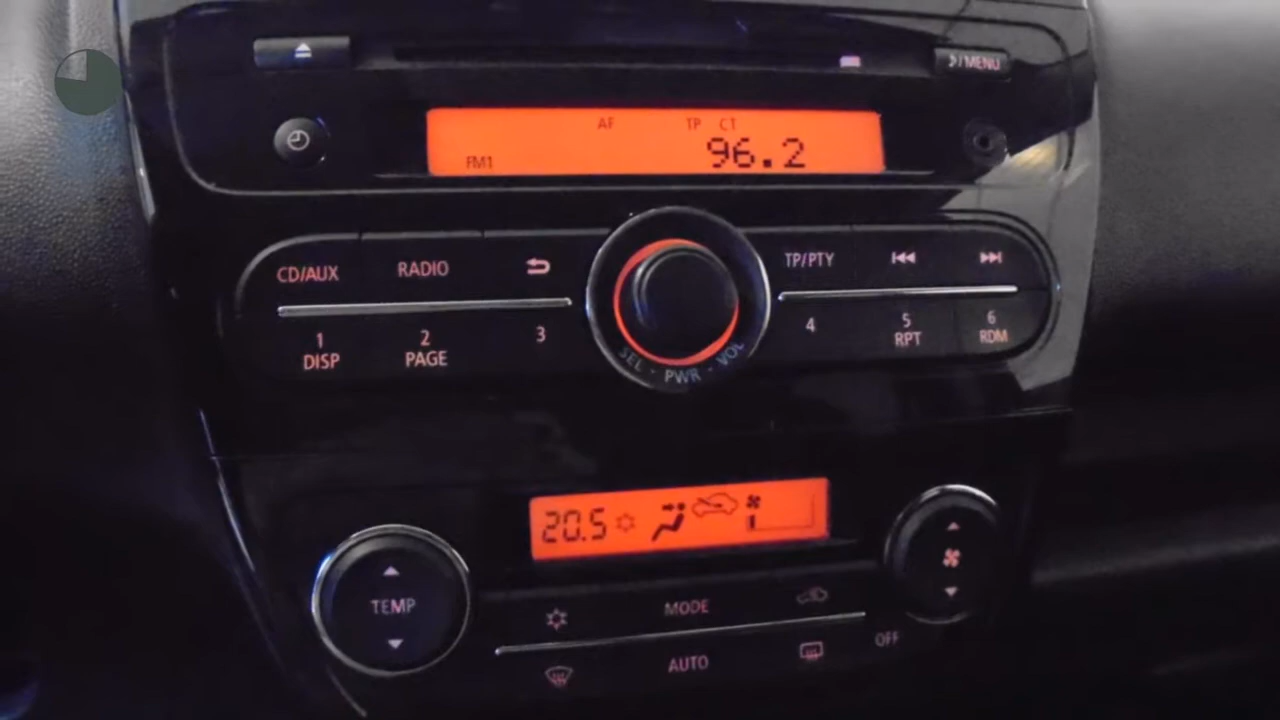 ♪/MENU
AF TP CT
FM1 96.2
CD/AUX RADIO TP/PTY
1 2 3 4 5 6
DISP PAGE RPT RDM
SEL - PWR - VOL
20.5
TEMP MODE
AUTO OFF